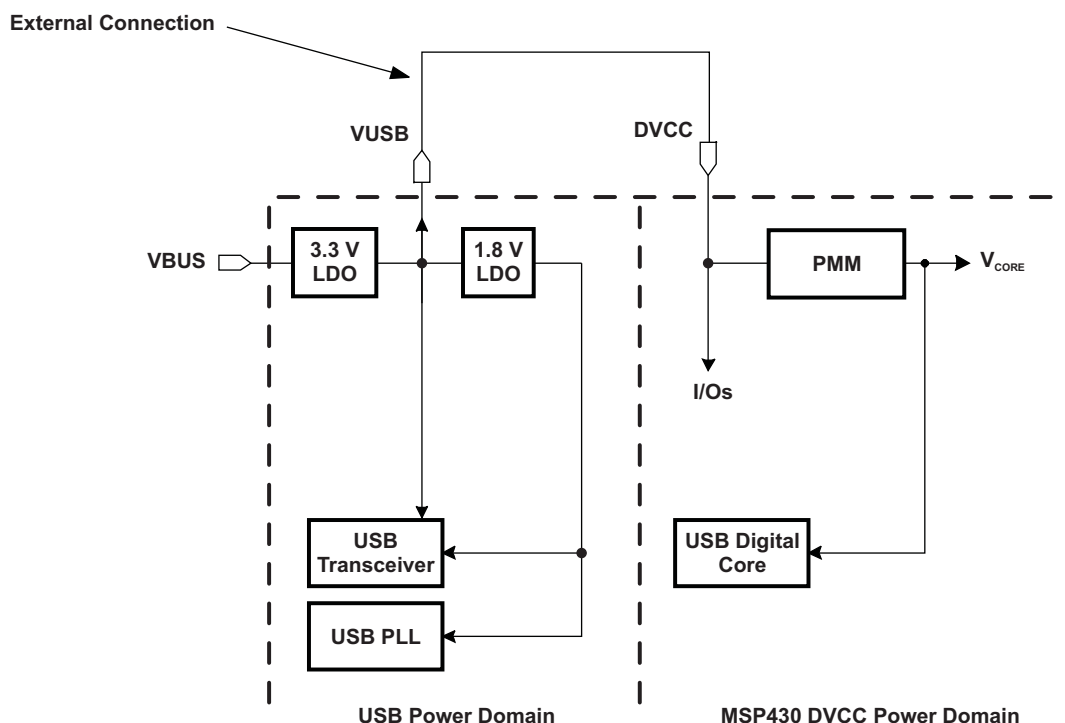 External Connection
VUSB
DVCC
VBUS
3.3 V
LDO
1.8 V
LDO
PMM
VCORE
I/Os
USB
Transceiver
USB Digital
Core
USB PLL
USB Power Domain
MSP430 DVCC Power Domain